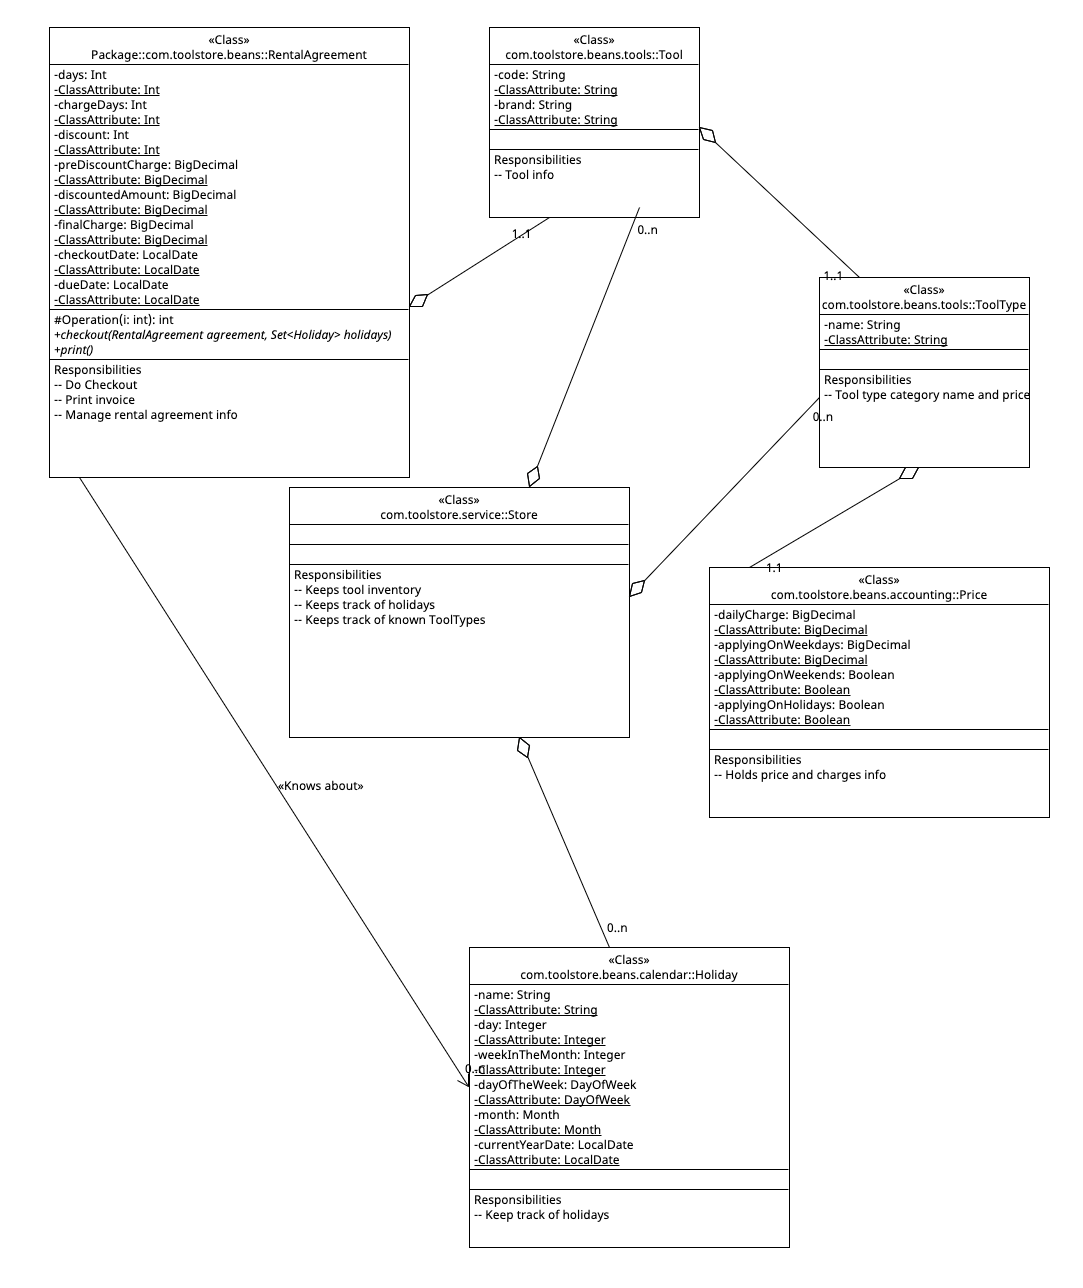 «Class»
Package::com.toolstore.beans::RentalAgreement
-days: Int
-ClassAttribute: Int
-chargeDays: Int
-ClassAttribute: Int
-discount: Int
-ClassAttribute: Int
-preDiscountCharge: BigDecimal
-ClassAttribute: BigDecimal
-discountedAmount: BigDecimal
-ClassAttribute: BigDecimal
-finalCharge: BigDecimal
-ClassAttribute: BigDecimal
-checkoutDate: LocalDate
-ClassAttribute: LocalDate
-dueDate: LocalDate
-ClassAttribute: LocalDate
#Operation(i: int): int
+checkout(RentalAgreement agreement, Set<Holiday> holidays)
+print()
Responsibilities
-- Do Checkout
-- Print invoice
-- Manage rental agreement info
«Class»
com.toolstore.beans.tools::Tool
-code: String
-ClassAttribute: String
-brand: String
-ClassAttribute: String
Responsibilities
-- Tool info
1..1
0..n
1..1
«Class»
com.toolstore.beans.tools::ToolType
-name: String
-ClassAttribute: String
Responsibilities
-- Tool type category name and price
0..n
«Class»
com.toolstore.service::Store
Responsibilities
-- Keeps tool inventory
-- Keeps track of holidays
-- Keeps track of known ToolTypes
1.1
«Class»
com.toolstore.beans.accounting::Price
-dailyCharge: BigDecimal
-ClassAttribute: BigDecimal
-applyingOnWeekdays: BigDecimal
-ClassAttribute: BigDecimal
-applyingOnWeekends: Boolean
-ClassAttribute: Boolean
-applyingOnHolidays: Boolean
-ClassAttribute: Boolean
Responsibilities
-- Holds price and charges info
«Knows about»
0..n
«Class»
com.toolstore.beans.calendar::Holiday
-name: String
-ClassAttribute: String
-day: Integer
-ClassAttribute: Integer
-weekInTheMonth: Integer
0..n
-ClassAttribute: Integer
-dayOfTheWeek: DayOfWeek
-ClassAttribute: DayOfWeek
-month: Month
-ClassAttribute: Month
-currentYearDate: LocalDate
-ClassAttribute: LocalDate
Responsibilities
-- Keep track of holidays